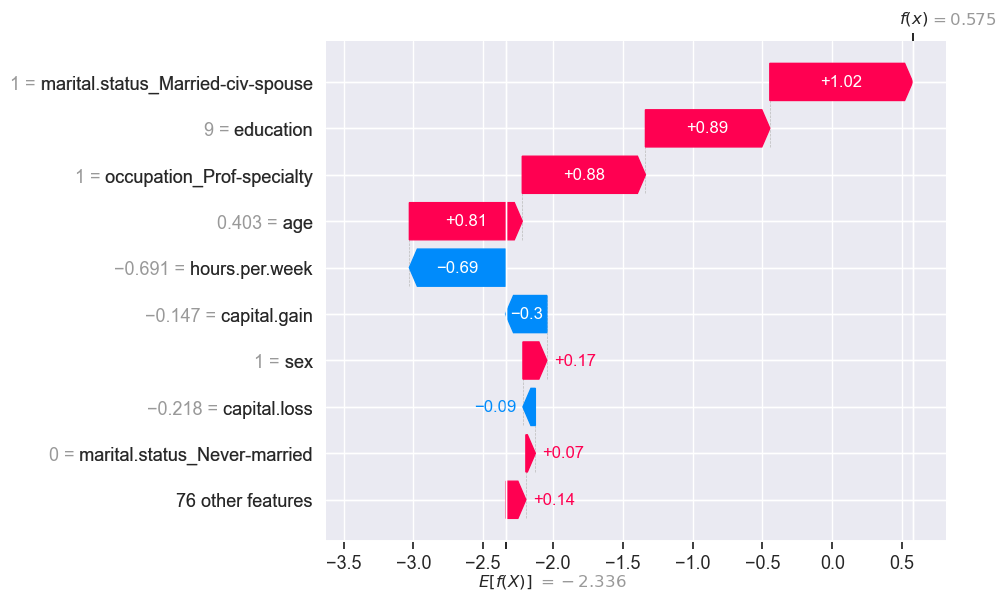 f(x) = 0.575
1 = marital.status_Married-civ-spouse
+1.02
9 = education
+0.89
1 = occupation_Prof-specialty
+0.88
0.403 = age
+0.81
−0.691 = hours.per.week
−0.69
−0.147 = capital.gain
−0.3
1 = sex
+0.17
−0.218 = capital.loss
−0.09
0 = marital.status_Never-married
+0.07
76 other features
+0.14
−3.5 −3.0 −2.5 −2.0 −1.5 −1.0 −0.5 0.0 0.5
E[f(X)] = −2.336